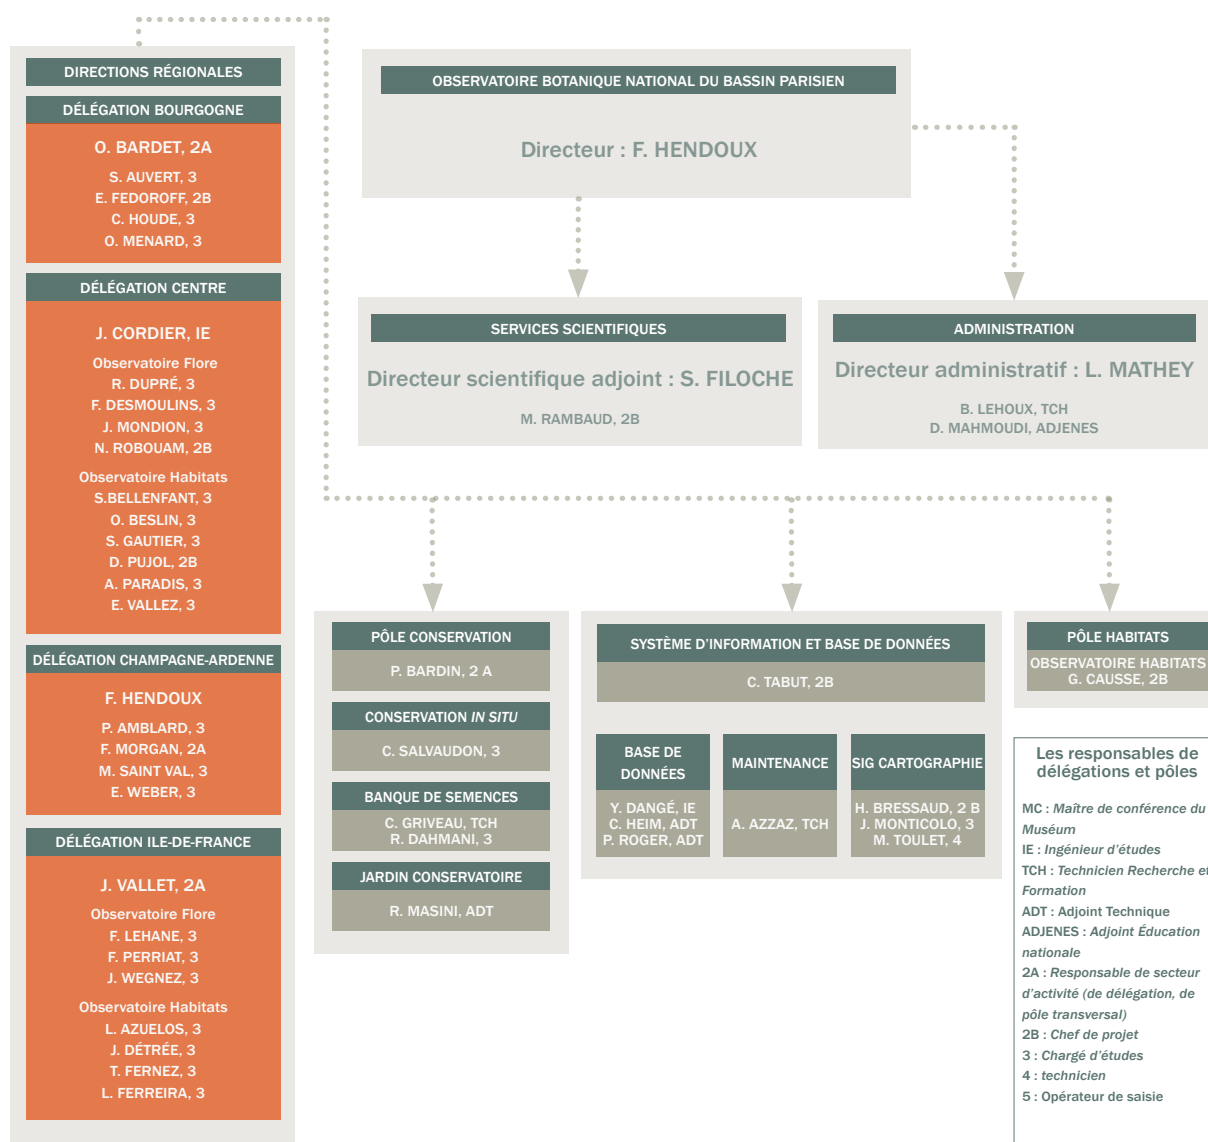 DIRECTIONS RÉGIONALES
DÉLÉGATION BOURGOGNE
O. BARDET, 2A
S. AUVERT, 3
E. FEDOROFF, 2B
C. HOUDE, 3
O. MENARD, 3
DÉLÉGATION CENTRE
J. CORDIER, IE
Observatoire Flore
R. DUPRÉ, 3
F. DESMOULINS, 3
J. MONDION, 3
N. ROBOUAM, 2B
Observatoire Habitats
S.BELLENFANT, 3
O. BESLIN, 3
S. GAUTIER, 3
D. PUJOL, 2B
A. PARADIS, 3
E. VALLEZ, 3
DÉLÉGATION CHAMPAGNE-ARDENNE
F. HENDOUX
P. AMBLARD, 3
F. MORGAN, 2A
M. SAINT VAL, 3
E. WEBER, 3
DÉLÉGATION ILE-DE-FRANCE
J. VALLET, 2A
Observatoire Flore
F. LEHANE, 3
F. PERRIAT, 3
J. WEGNEZ, 3
Observatoire Habitats
L. AZUELOS, 3
J. DÉTRÉE, 3
T. FERNEZ, 3
L. FERREIRA, 3
OBSERVATOIRE BOTANIQUE NATIONAL DU BASSIN PARISIEN
Directeur : F. HENDOUX
SERVICES SCIENTIFIQUES
Directeur scientifique adjoint : S. FILOCHE
M. RAMBAUD, 2B
ADMINISTRATION
Directeur administratif : L. MATHEY
B. LEHOUX, TCH
D. MAHMOUDI, ADJENES
PÔLE CONSERVATION
P. BARDIN, 2 A
CONSERVATION IN SITU
C. SALVAUDON, 3
BANQUE DE SEMENCES
C. GRIVEAU, TCH
R. DAHMANI, 3
JARDIN CONSERVATOIRE
R. MASINI, ADT
SYSTÈME D'INFORMATION ET BASE DE DONNÉES
C. TABUT, 2B
BASE DE
DONNÉES
Y. DANGÉ, IE
C. HEIM, ADT
P. ROGER, ADT
MAINTENANCE
A. AZZAZ, TCH
SIG CARTOGRAPHIE
H. BRESSAUD, 2 B
J. MONTICOLO, 3
M. TOULET, 4
PÔLE HABITATS
OBSERVATOIRE HABITATS
G. CAUSSE, 2B
Les responsables de
délégations et pôles
MC : Maître de conférence du
Muséum
IE : Ingénieur d'études
TCH : Technicien Recherche et
Formation
ADT : Adjoint Technique
ADJENES : Adjoint Éducation
nationale
2A : Responsable de secteur
d'activité (de délégation, de
pôle transversal)
2B : Chef de projet
3 : Chargé d'études
4 : technicien
5 : Opérateur de saisie